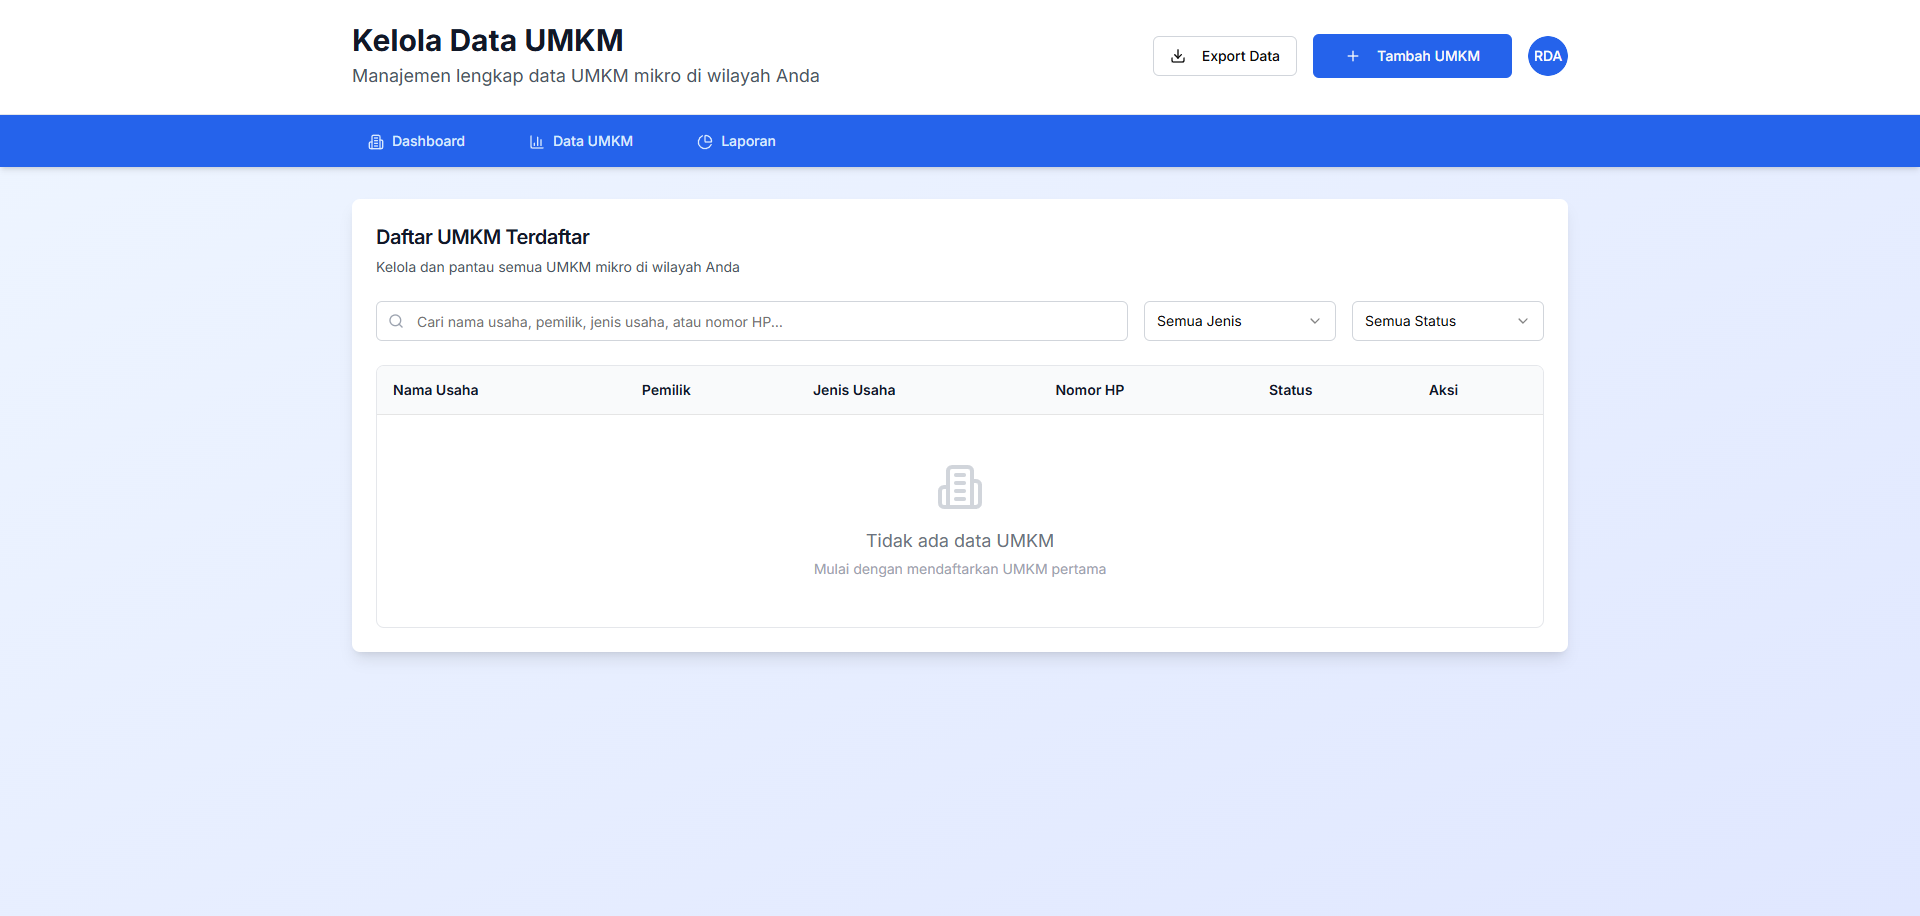 Kelola Data UMKM
Manajemen lengkap data UMKM mikro di wilayah Anda
Export Data
Tambah UMKM
RDA
Dashboard
Data UMKM
Laporan
Daftar UMKM Terdaftar
Kelola dan pantau semua UMKM mikro di wilayah Anda
Cari nama usaha, pemilik, jenis usaha, atau nomor HP...
Semua Jenis
Semua Status
Nama Usaha
Pemilik
Jenis Usaha
Nomor HP
Status
Aksi
Tidak ada data UMKM
Mulai dengan mendaftarkan UMKM pertama